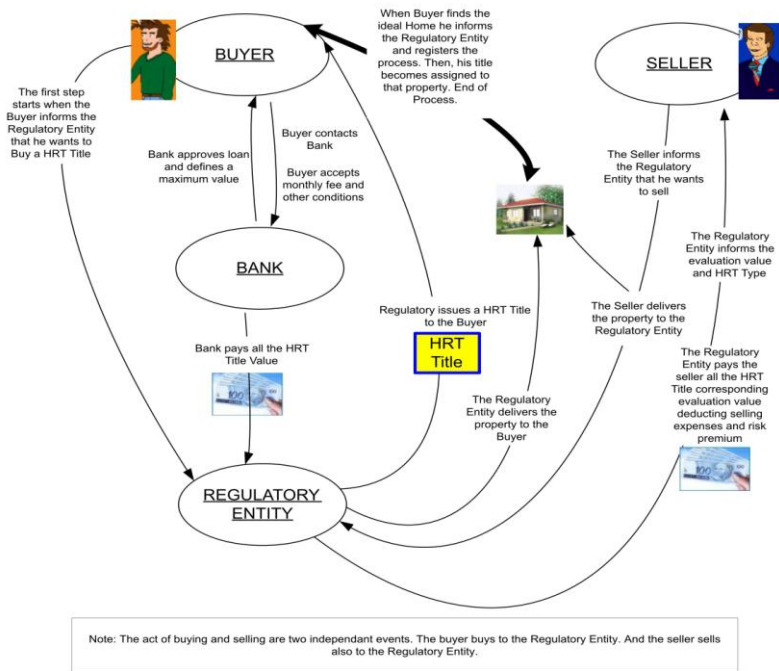 When Buyer finds the
ideal Home he informs
the Regulatory Entity
and registers the
process. Then, his title
becomes assigned to
that property. End of
Process.
BUYER
SELLER
The first step
starts when the
Buyer informs the
Regulatory Entity
that he wants to
Buy a HRT Title
Bank approves loan
and defines a
maximum value
Buyer contacts
Bank
Buyer accepts
monthly fee and
other conditions
The Seller informs
the Regulatory
Entity that he wants
to sell
The Regulatory
Entity informs the
evaluation value
and HRT Type
BANK
Regulatory issues a HRT Title
to the Buyer
HRT
Title
The Seller delivers
the property to the
Regulatory Entity
Bank pays all the HRT
Title Value
100
The Regulatory
Entity delivers the
property to the
Buyer
The Regulatory
Entity pays the
seller all the HRT
Title corresponding
evaluation value
deducting selling
expenses and risk
premium
100
REGULATORY
ENTITY
Note: The act of buying and selling are two independant events. The buyer buys to the Regulatory Entity. And the seller sells
also to the Regulatory Entity.